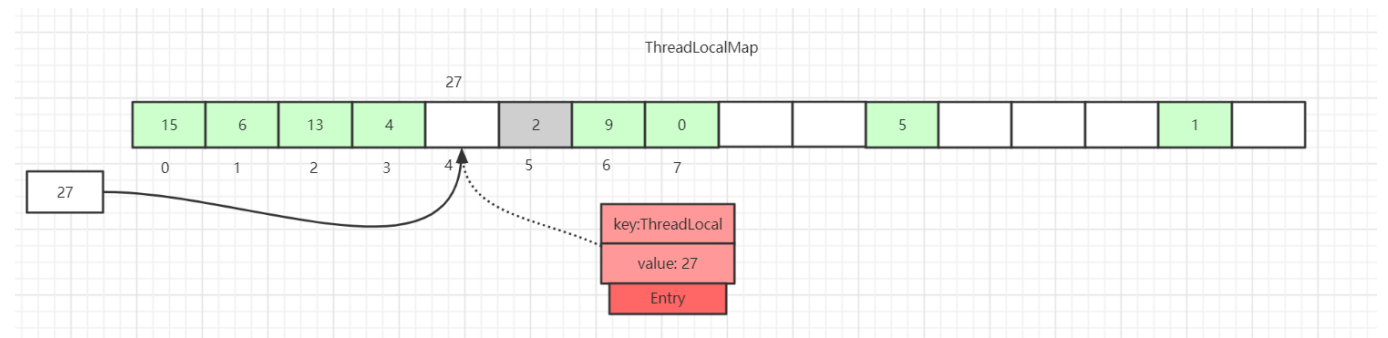 ThreadLocalMap
27
15 6 13 4 2 9 0 5 1
0 1 2 3 4 5 6 7
27
key:ThreadLocal
value: 27
Entry